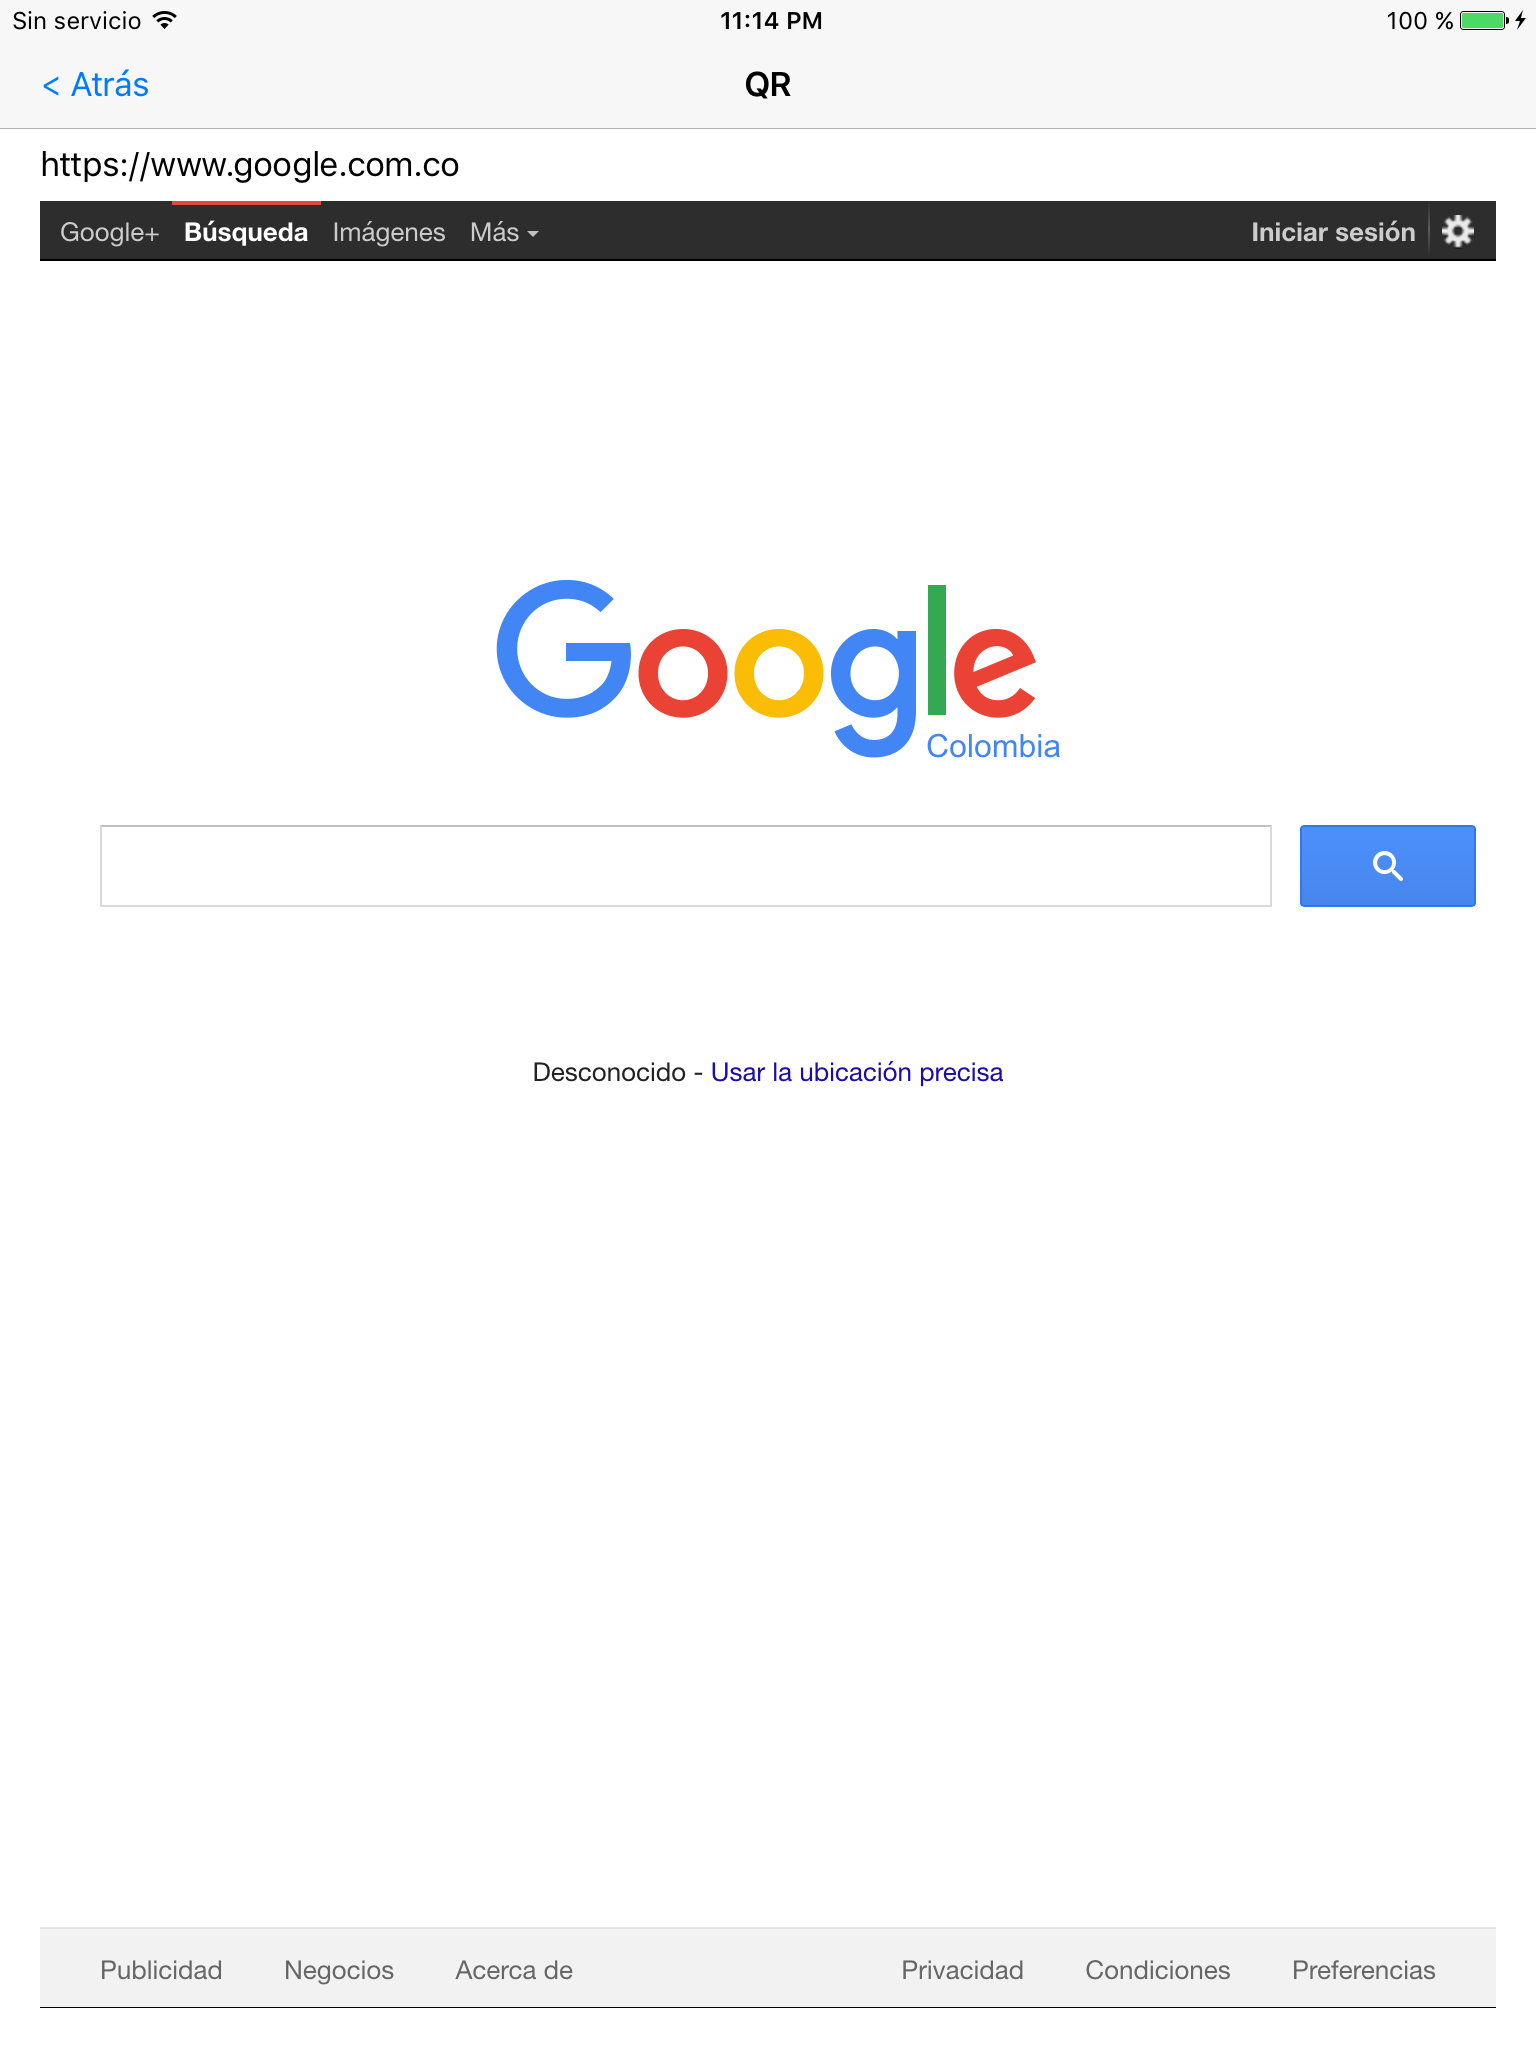 Sin servicio 11:14 PM 100 %
< Atrás QR
https://www.google.com.co
Google+ Búsqueda Imágenes Más Iniciar sesión
Google
Colombia
Desconocido - Usar la ubicación precisa
Publicidad Negocios Acerca de Privacidad Condiciones Preferencias